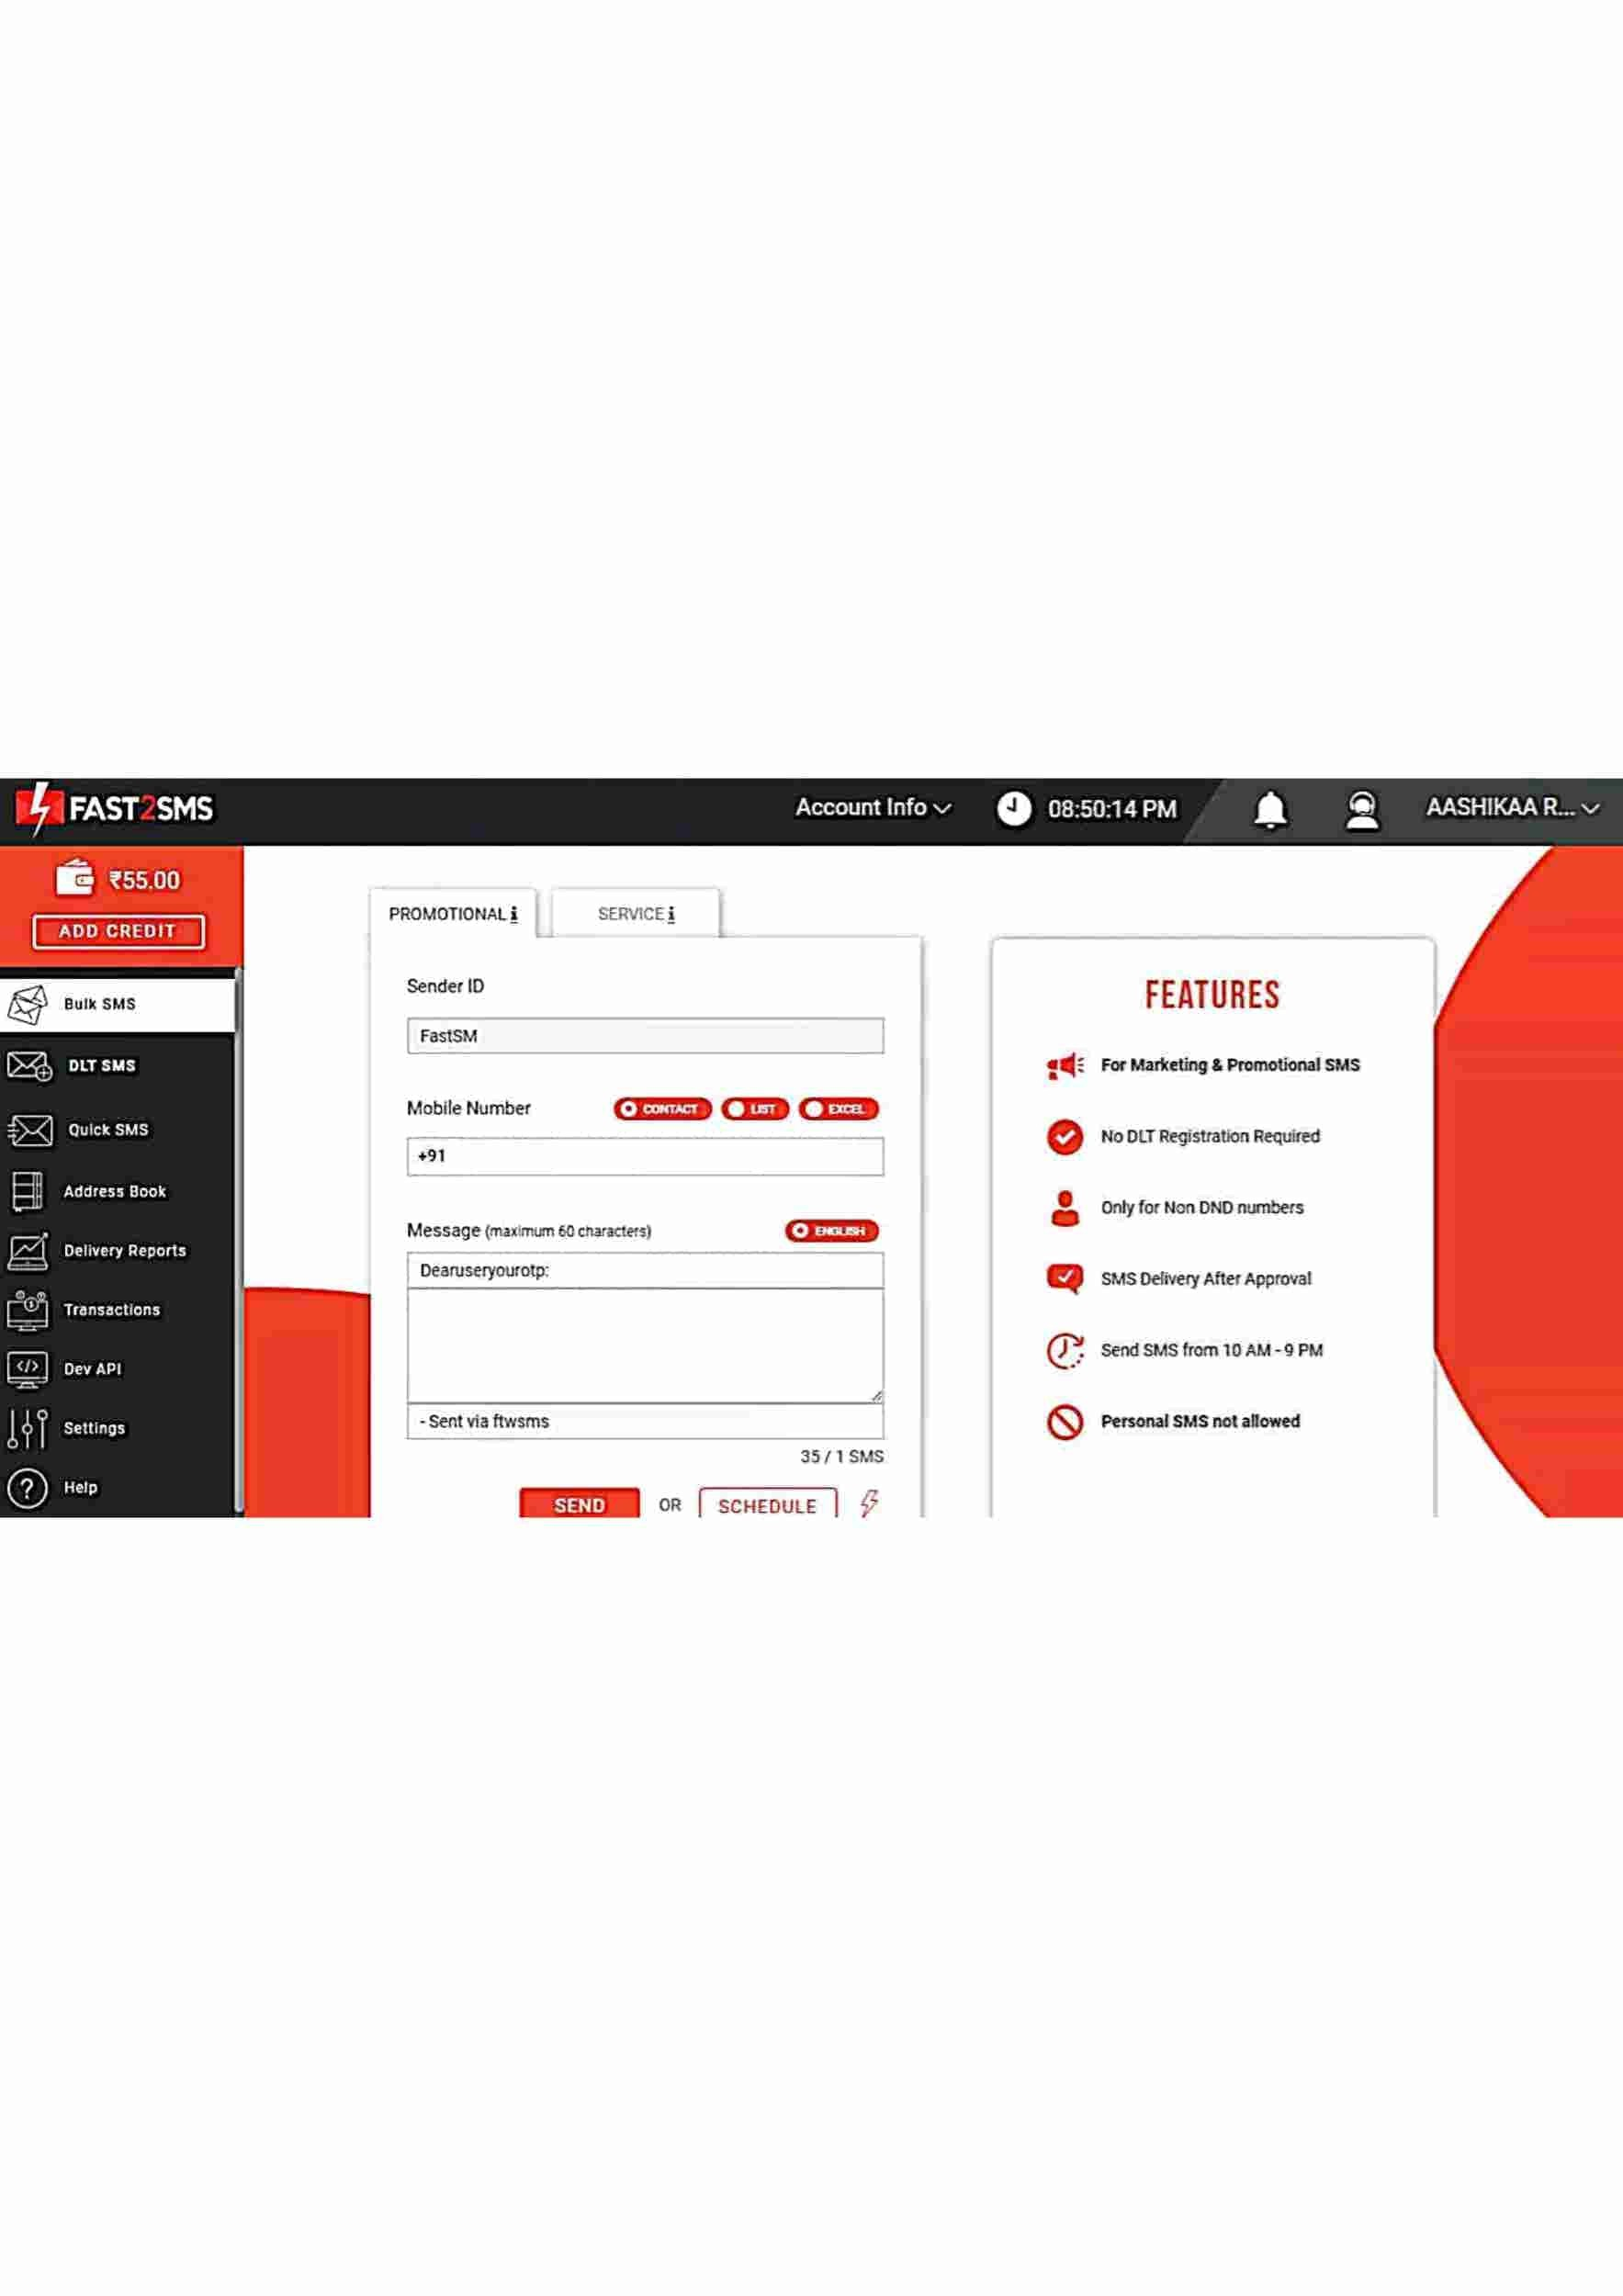 FAST2SMS
Account Info
08:50:14 PM
AASHIKAA R...
₹55.00
ADD CREDIT
Bulk SMS
DLT SMS
Quick SMS
Address Book
Delivery Reports
Transactions
Dev API
Settings
Help
PROMOTIONAL i
SERVICE i
Sender ID
FastSM
Mobile Number
CONTACT
LIST
EXCEL
+91
Message (maximum 60 characters)
ENGLISH
Dearuseryourotp:
- Sent via ftwsms
35 / 1 SMS
SEND
OR
SCHEDULE
FEATURES
For Marketing & Promotional SMS
No DLT Registration Required
Only for Non DND numbers
SMS Delivery After Approval
Send SMS from 10 AM - 9 PM
Personal SMS not allowed